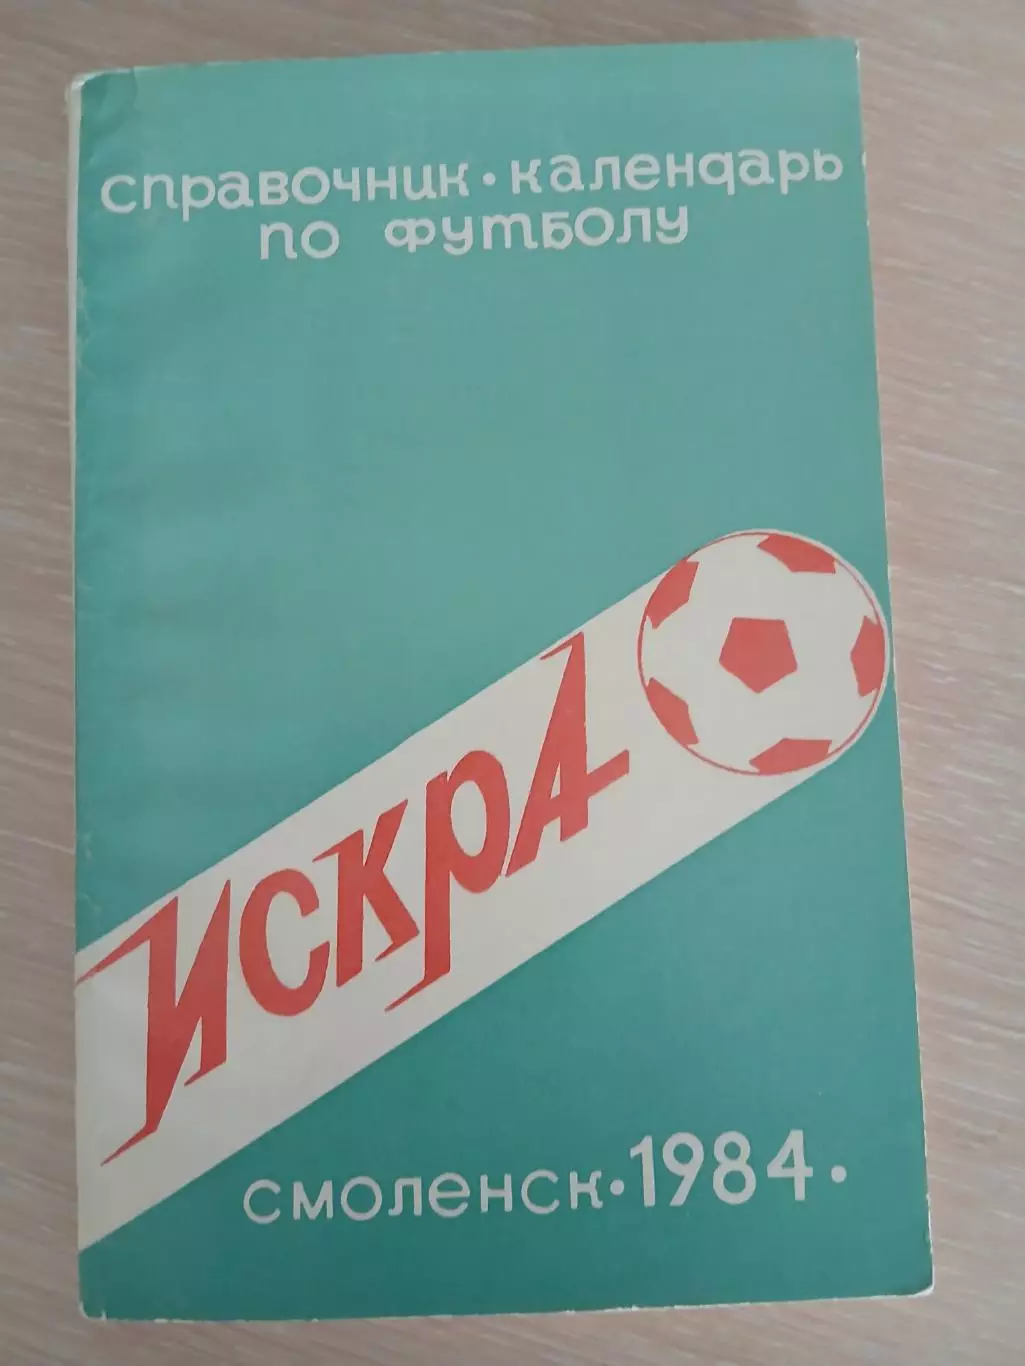 Справочник • календарь
по футболу
Искра
Смоленск • 1984 •